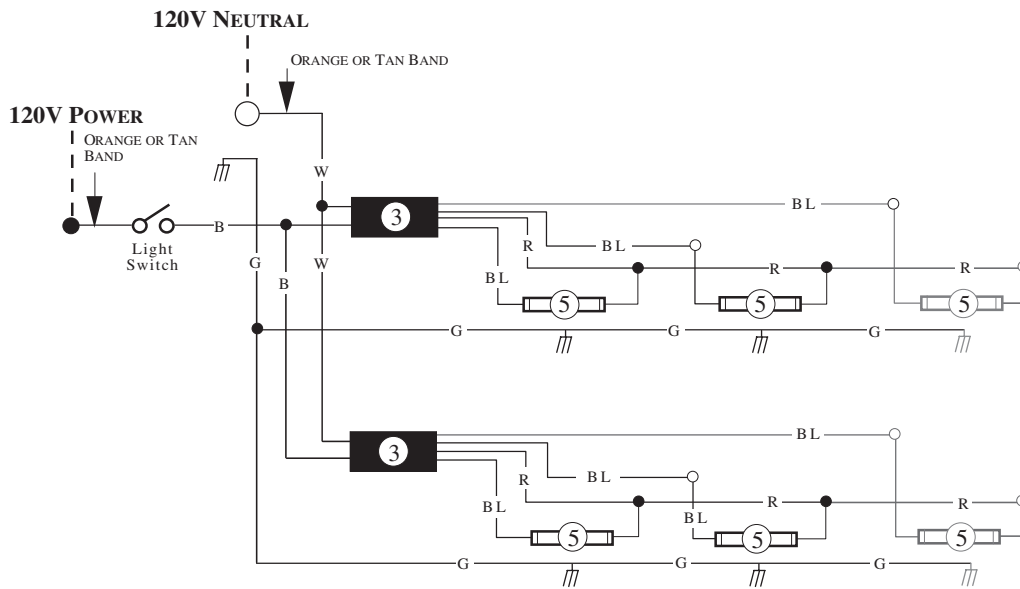 120V NEUTRAL
ORANGE OR TAN BAND
120V POWER
ORANGE OR TAN
BAND
W
3
BL
B
Light
Switch
R
BL
G
W
B
BL
R
R
5
5
5
G
G
G
3
BL
BL
R
BL
BL
R
R
5
5
5
G
G
G